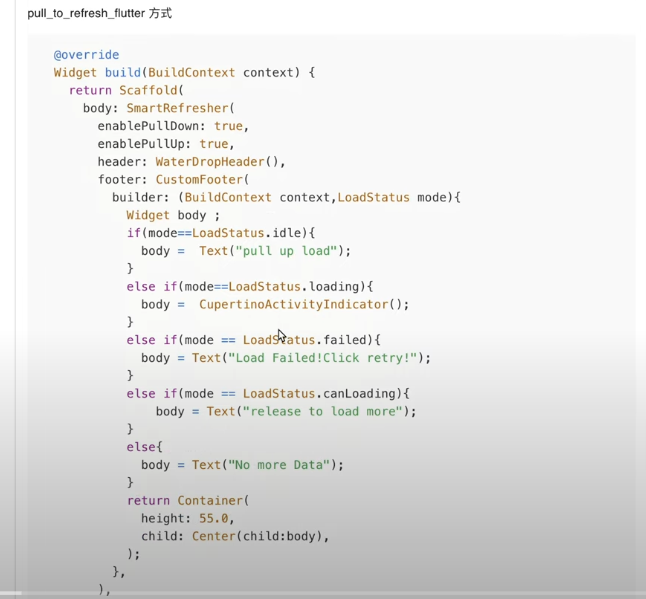 pull_to_refresh_flutter 方式
@override
Widget build(BuildContext context) {
  return Scaffold(
    body: SmartRefresher(
      enablePullDown: true,
      enablePullUp: true,
      header: WaterDropHeader(),
      footer: CustomFooter(
        builder: (BuildContext context,LoadStatus mode){
          Widget body ;
          if(mode==LoadStatus.idle){
            body =  Text("pull up load");
          }
          else if(mode==LoadStatus.loading){
            body =  CupertinoActivityIndicator();
          }
          else if(mode == LoadStatus.failed){
            body = Text("Load Failed!Click retry!");
          }
          else if(mode == LoadStatus.canLoading){
              body = Text("release to load more");
          }
          else{
            body = Text("No more Data");
          }
          return Container(
            height: 55.0,
            child: Center(child:body),
          );
        },
      ),